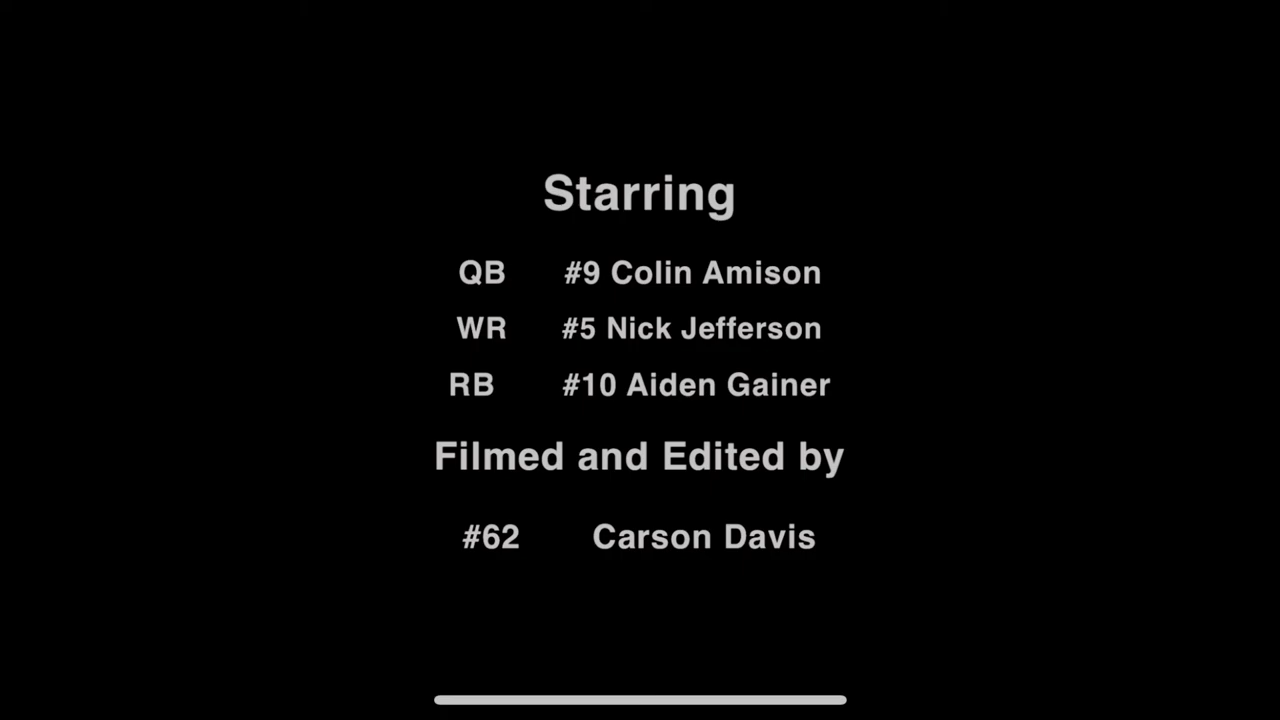 Starring
QB #9 Colin Amison
WR #5 Nick Jefferson
RB #10 Aiden Gainer
Filmed and Edited by
#62 Carson Davis